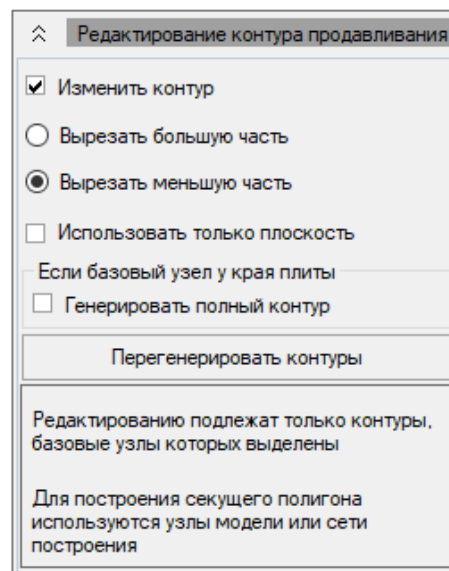 Редактирование контура продавливания
Изменить контур
Вырезать большую часть
Вырезать меньшую часть
Использовать только плоскость
Если базовый узел у края плиты
Генерировать полный контур
Перегенерировать контуры
Редактированию подлежат только контуры,
базовые узлы которых выделены
Для построения секущего полигона
используются узлы модели или сети
построения